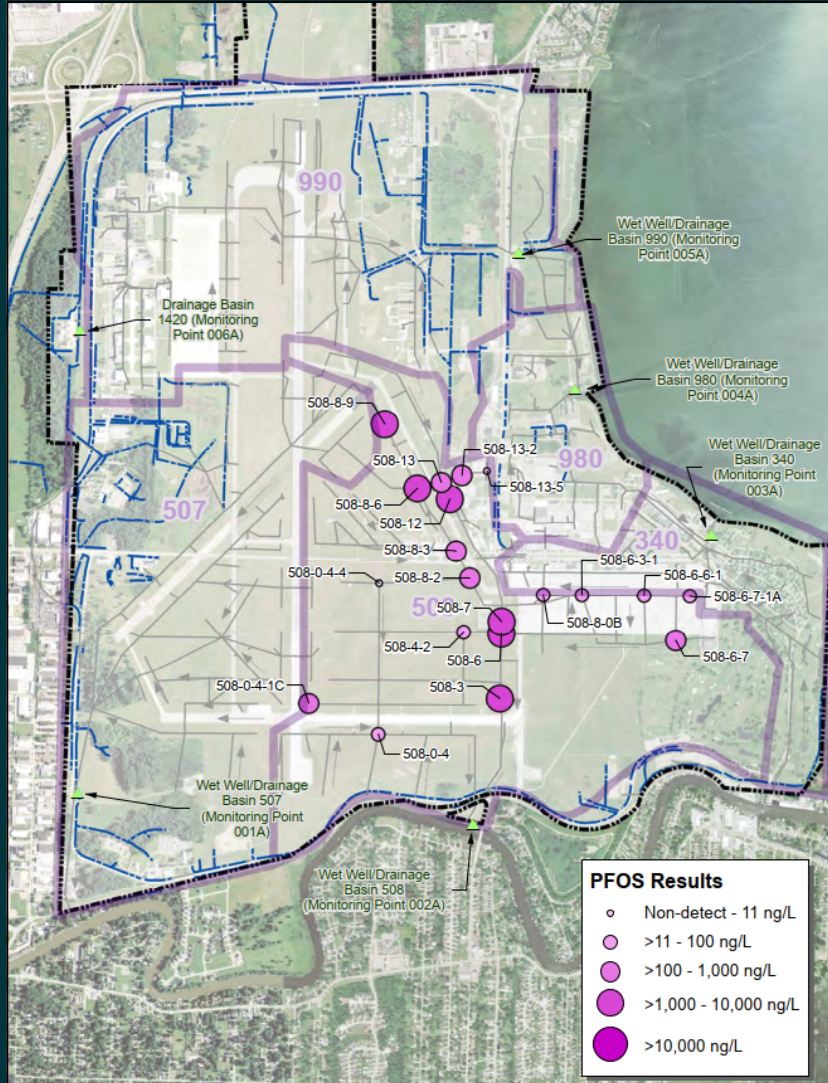 990
Wet Well/Drainage
Basin 990 (Monitoring
Point 005A)
Drainage Basin
1420 (Monitoring
Point 006A)
Wet Well/Drainage
Basin 980 (Monitoring
Point 004A)
508-8-9
508-13-2
508-13
980
Wet Well/Drainage
Basin 340
(Monitoring Point
003A)
508-13-5
508-8-6
507
508-12
340
508-8-3
508-6-3-1
508-0-4-4
508-8-2
508-6-6-1
508-6-7-1A
508-7
508-8-0B
508-4-2
508-6
508-6-7
508-0-4-1C
508-3
508-0-4
Wet Well/Drainage
Basin 507
(Monitoring Point
001A)
Wet Well/Drainage
Basin 508
(Monitoring Point 002A)
PFOS Results
Non-detect - 11 ng/L
>11 - 100 ng/L
>100 - 1,000 ng/L
>1,000 - 10,000 ng/L
>10,000 ng/L